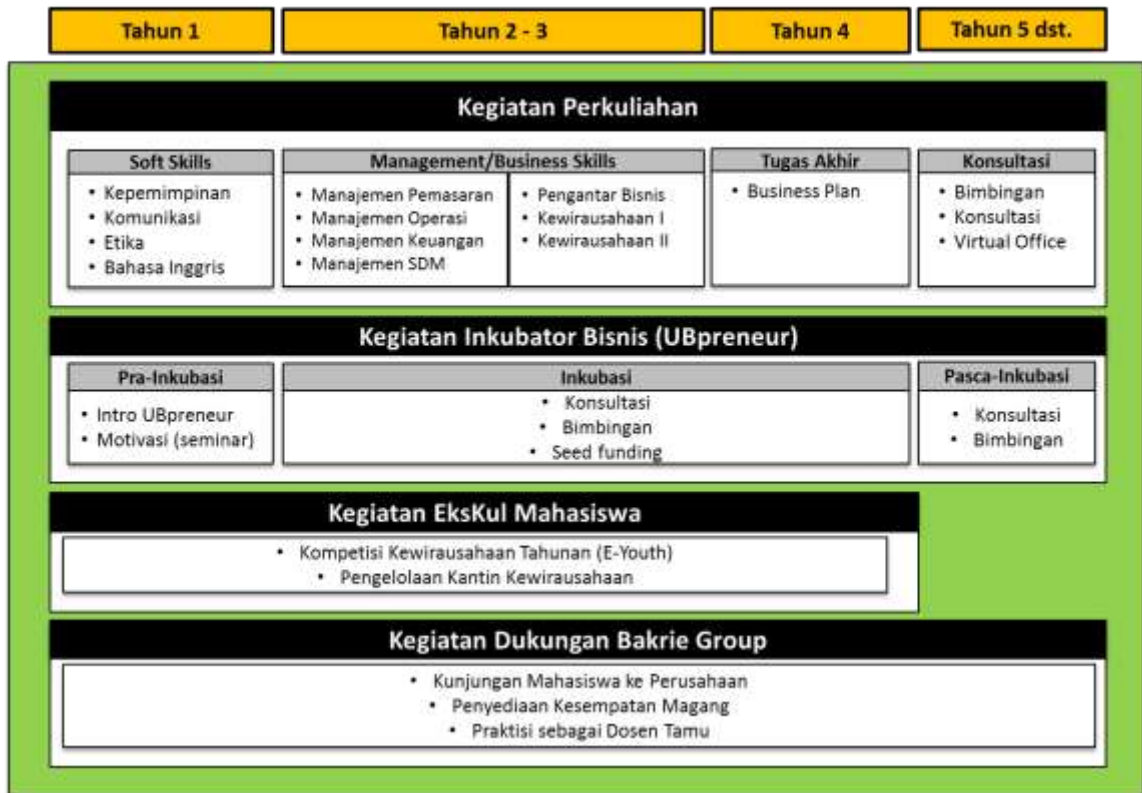 Tahun 1
Tahun 2 - 3
Tahun 4
Tahun 5 dst.
Kegiatan Perkuliahan
Soft Skills
• Kepemimpinan
• Komunikasi
• Etika
• Bahasa Inggris
Management/Business Skills
• Manajemen Pemasaran
• Manajemen Operasi
• Manajemen Keuangan
• Manajemen SDM
• Pengantar Bisnis
• Kewirausahaan I
• Kewirausahaan II
Tugas Akhir
• Business Plan
Konsultasi
• Bimbingan
• Konsultasi
• Virtual Office
Kegiatan Inkubator Bisnis (UBpreneur)
Pra-Inkubasi
• Intro UBpreneur
• Motivasi (seminar)
Inkubasi
• Konsultasi
• Bimbingan
• Seed funding
Pasca-Inkubasi
• Konsultasi
• Bimbingan
Kegiatan EksKul Mahasiswa
• Kompetisi Kewirausahaan Tahunan (E-Youth)
• Pengelolaan Kantin Kewirausahaan
Kegiatan Dukungan Bakrie Group
• Kunjungan Mahasiswa ke Perusahaan
• Penyediaan Kesempatan Magang
• Praktisi sebagai Dosen Tamu